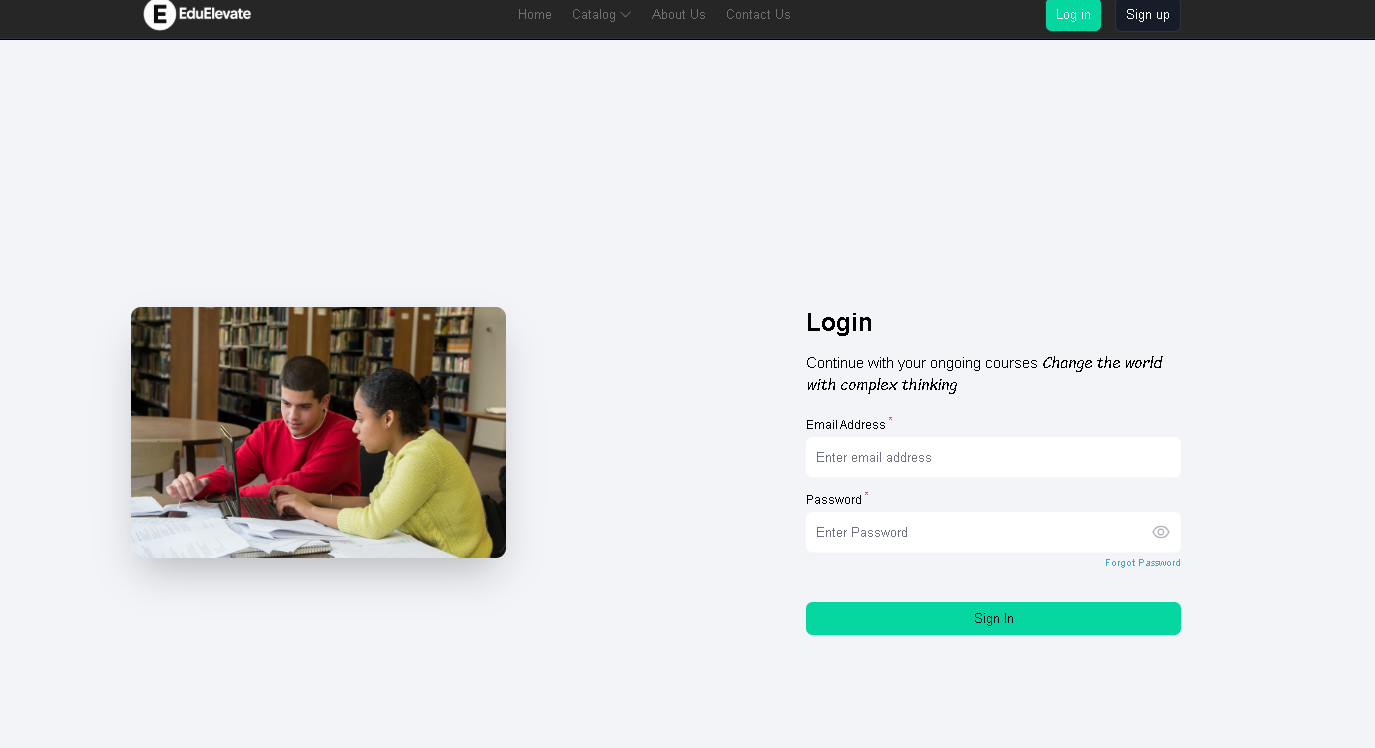 E EduElevate
Home
Catalog
About Us
Contact Us
Log in
Sign up
Login
Continue with your ongoing courses Change the world
with complex thinking
Email Address *
Enter email address
Password *
Enter Password
Forgot Password
Sign In